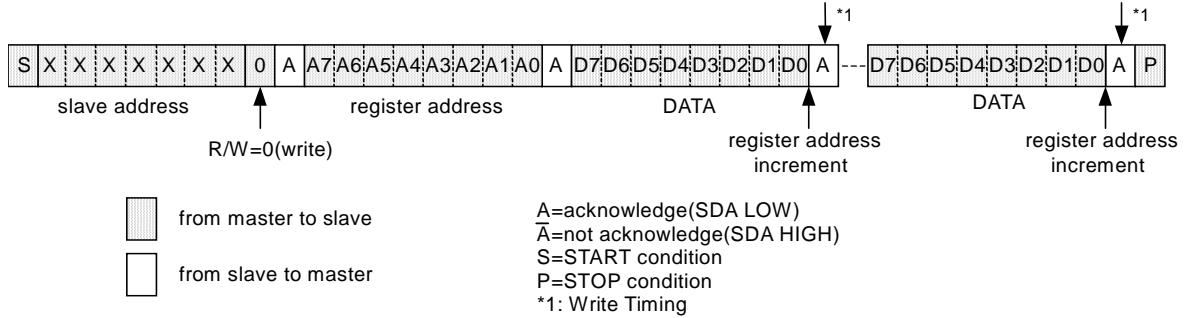 *1 *1
S X X X X X X X 0 A A7 A6 A5 A4 A3 A2 A1 A0 A D7 D6 D5 D4 D3 D2 D1 D0 A D7 D6 D5 D4 D3 D2 D1 D0 A P
slave address register address DATA DATA
R/W=0(write)
register address
increment
register address
increment
from master to slave
from slave to master
A=acknowledge(SDA LOW)
A̅=not acknowledge(SDA HIGH)
S=START condition
P=STOP condition
*1: Write Timing